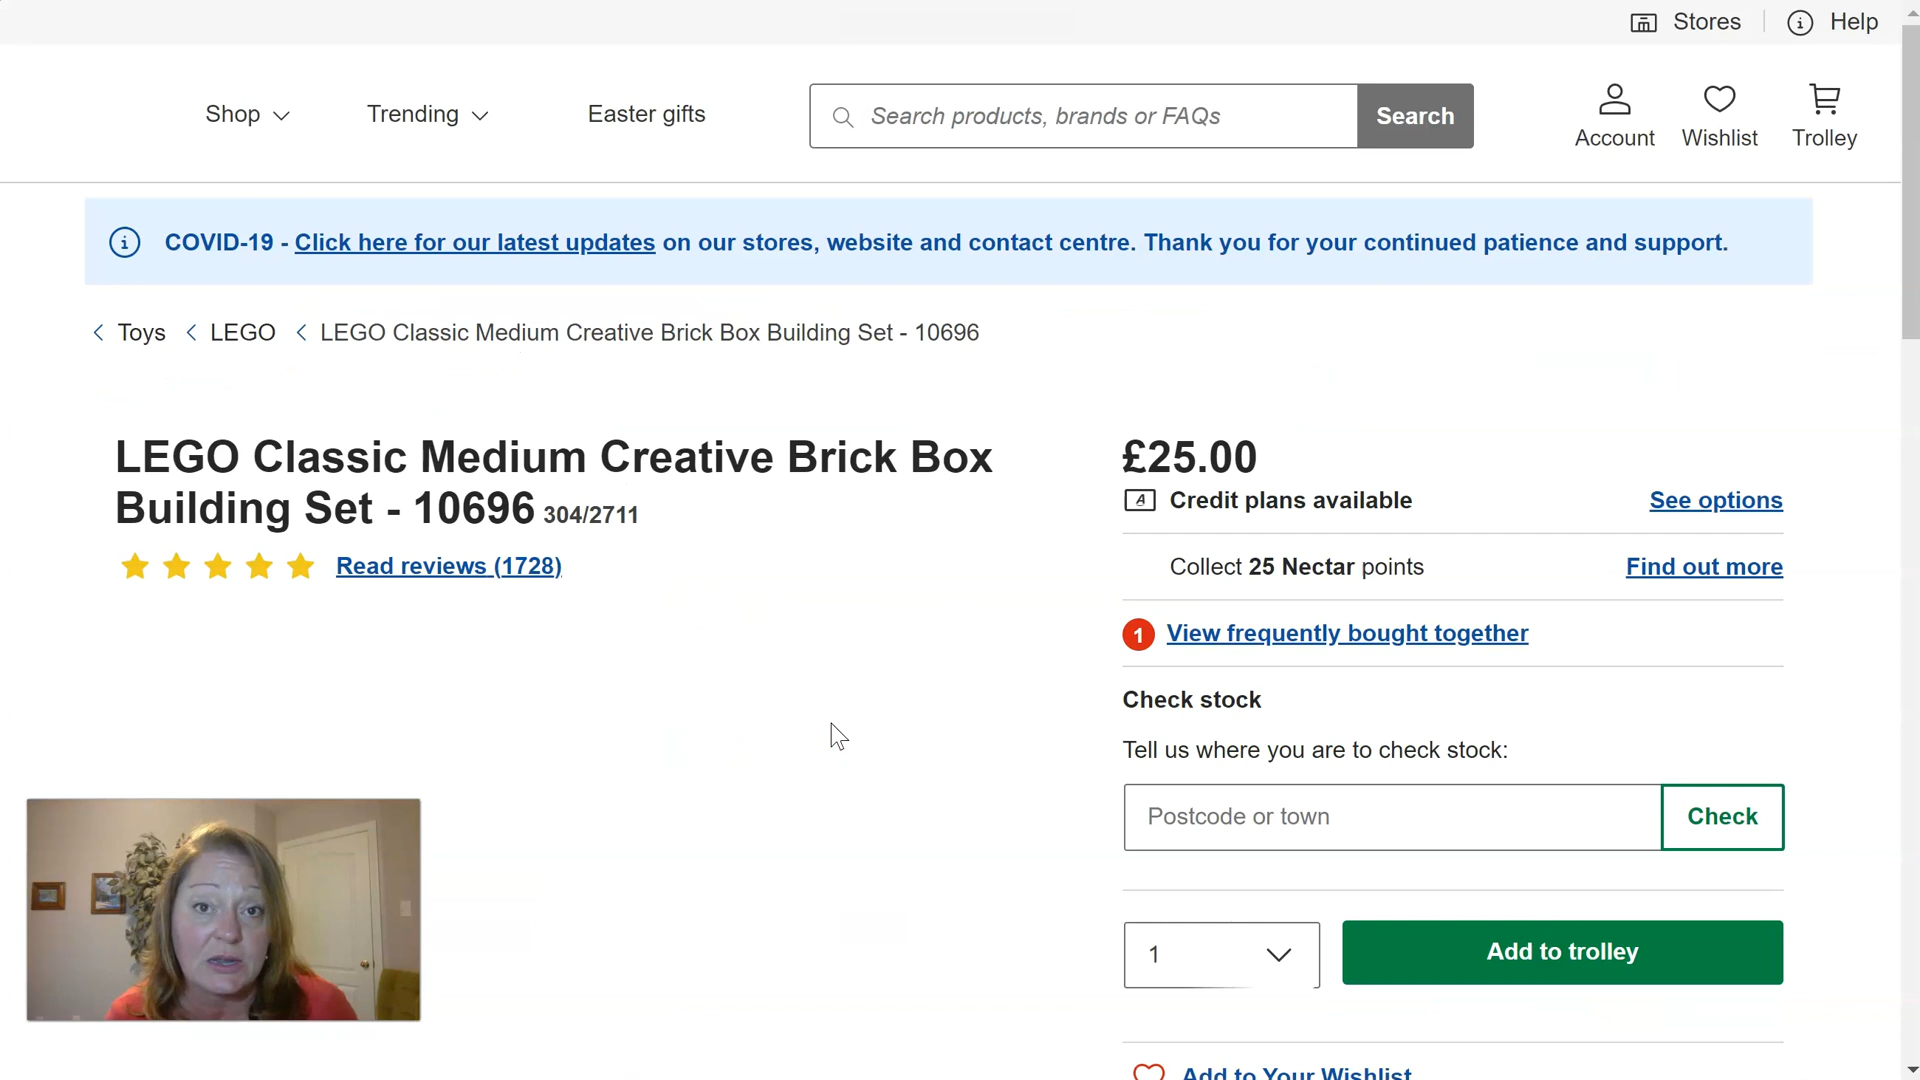 Stores
Help
Shop
Trending
Easter gifts
Search products, brands or FAQs
Search
Account
Wishlist
Trolley
COVID-19 - Click here for our latest updates on our stores, website and contact centre. Thank you for your continued patience and support.
Toys
LEGO
LEGO Classic Medium Creative Brick Box Building Set - 10696
LEGO Classic Medium Creative Brick Box
Building Set - 10696 304/2711
Read reviews (1728)
£25.00
Credit plans available
See options
Collect 25 Nectar points
Find out more
1
View frequently bought together
Check stock
Tell us where you are to check stock:
Postcode or town
Check
1
Add to trolley
Add to Your Wishlist